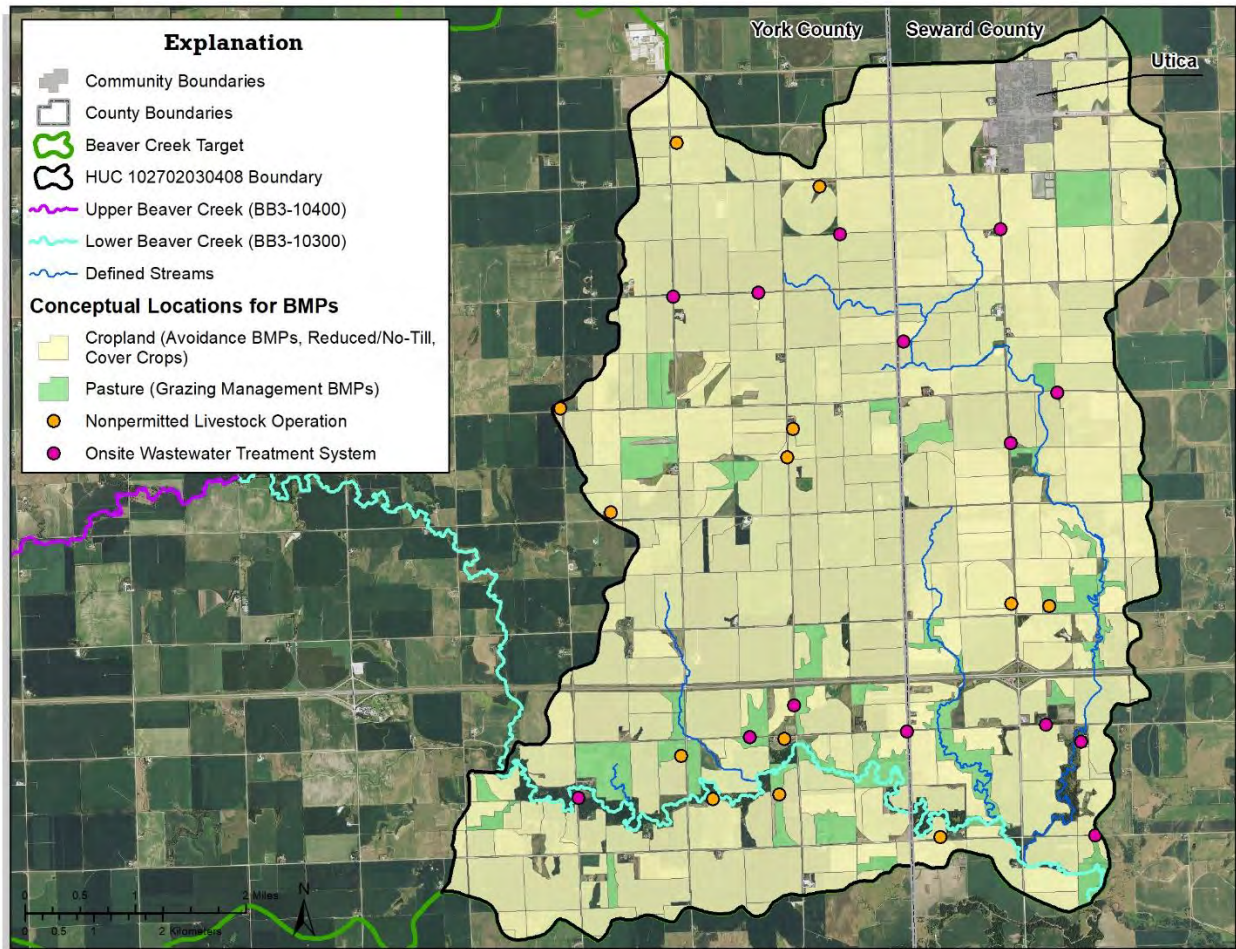 Explanation
Community Boundaries
County Boundaries
Beaver Creek Target
HUC 102702030408 Boundary
Upper Beaver Creek (BB3-10400)
Lower Beaver Creek (BB3-10300)
Defined Streams
Conceptual Locations for BMPs
Cropland (Avoidance BMPs, Reduced/No-Till,
Cover Crops)
Pasture (Grazing Management BMPs)
Nonpermitted Livestock Operation
Onsite Wastewater Treatment System
York County
Seward County
Utica
0 0.5 1 2 Miles
0 0.5 1 2 Kilometers
N